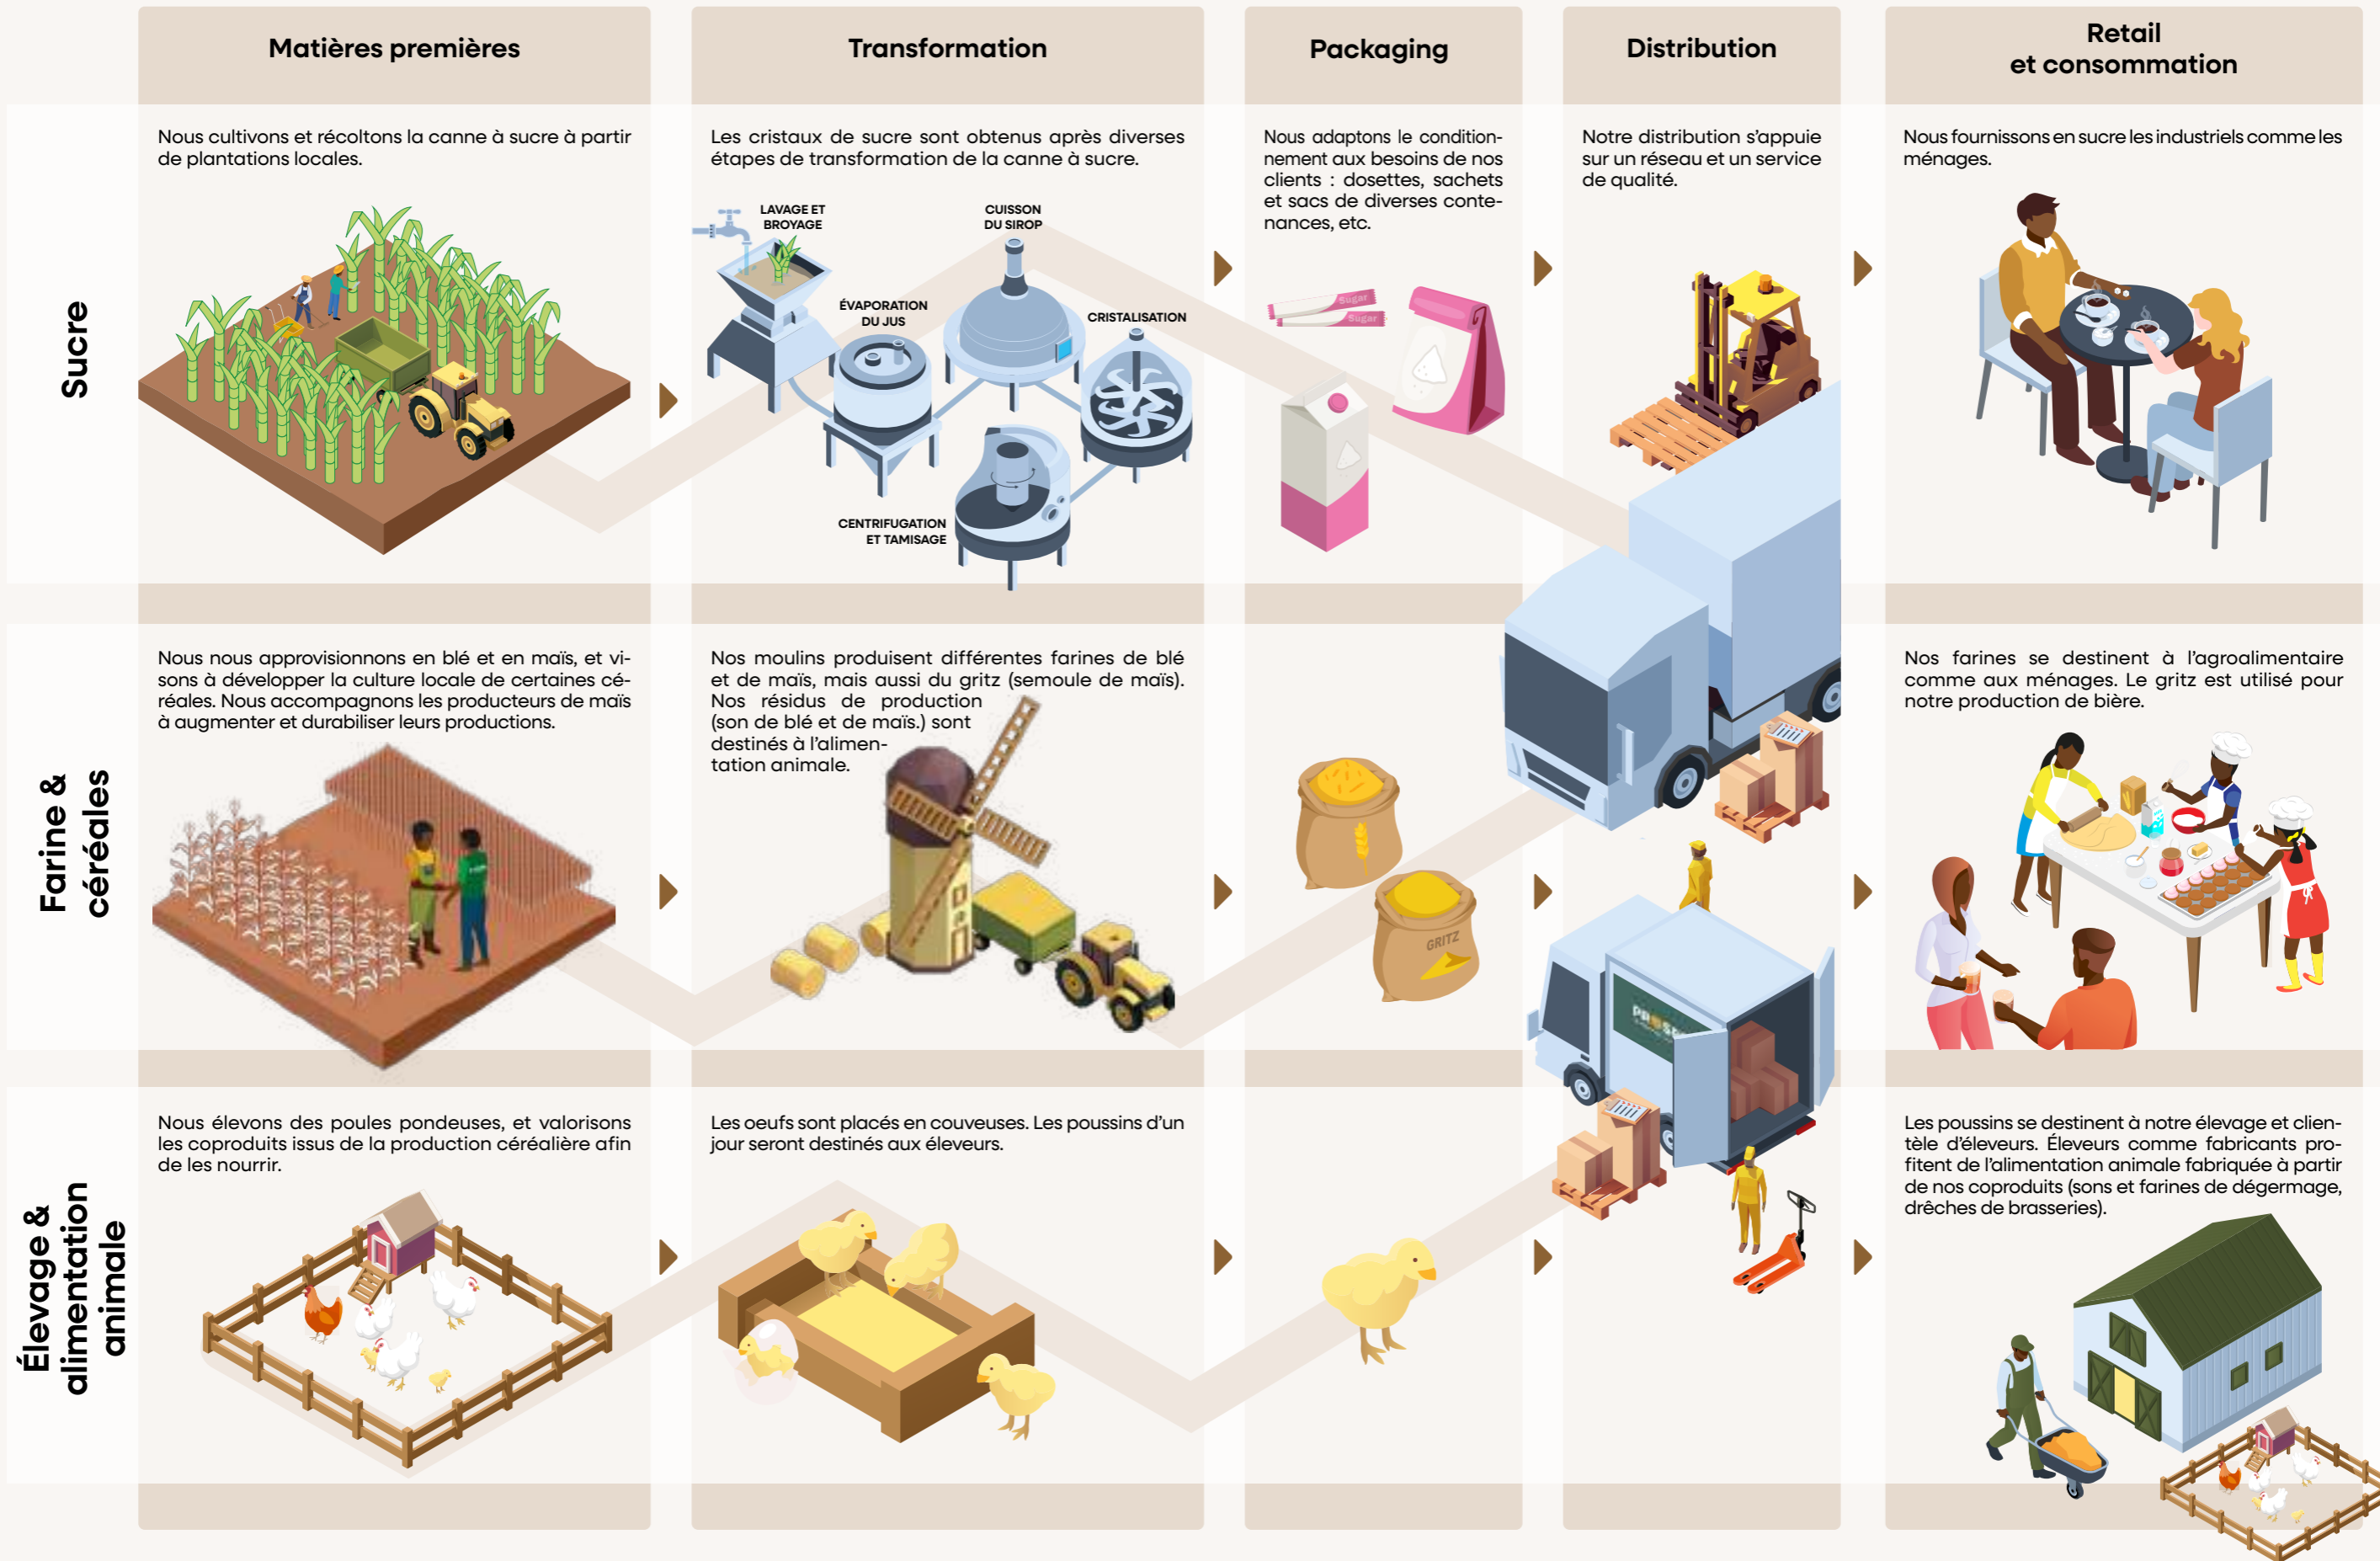 Matières premières
Transformation
Packaging
Distribution
Retail
et consommation
Sucre
Nous cultivons et récoltons la canne à sucre à partir
de plantations locales.
Les cristaux de sucre sont obtenus après diverses
étapes de transformation de la canne à sucre.
LAVAGE ET
BROYAGE
CUISSON
DU SIROP
ÉVAPORATION
DU JUS
CRISTALISATION
CENTRIFUGATION
ET TAMISAGE
Nous adaptons le condition-
nement aux besoins de nos
clients : dosettes, sachets
et sacs de diverses conte-
nances, etc.
Sugar
Sugar
Notre distribution s'appuie
sur un réseau et un service
de qualité.
Nous fournissons en sucre les industriels comme les
ménages.
Farine &
céréales
Nous nous approvisionnons en blé et en maïs, et vi-
sons à développer la culture locale de certaines cé-
réales. Nous accompagnons les producteurs de maïs
à augmenter et durabiliser leurs productions.
Nos moulins produisent différentes farines de blé
et de maïs, mais aussi du gritz (semoule de maïs).
Nos résidus de production
(son de blé et de maïs.) sont
destinés à l'alimen-
tation animale.
GRITZ
Nos farines se destinent à l'agroalimentaire
comme aux ménages. Le gritz est utilisé pour
notre production de bière.
Élevage &
alimentation
animale
Nous élevons des poules pondeuses, et valorisons
les coproduits issus de la production céréalière afin
de les nourrir.
Les oeufs sont placés en couveuses. Les poussins d'un
jour seront destinés aux éleveurs.
Les poussins se destinent à notre élevage et clien-
tèle d'éleveurs. Éleveurs comme fabricants pro-
fitent de l'alimentation animale fabriquée à partir
de nos coproduits (sons et farines de dégermage,
drêches de brasseries).